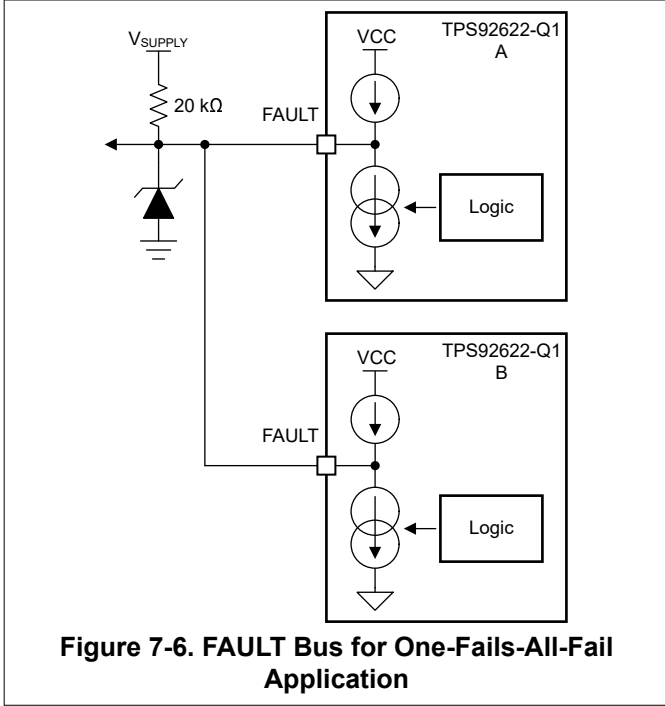 V_SUPPLY
20 kΩ
FAULT
VCC
TPS92622-Q1
A
Logic
VCC
TPS92622-Q1
B
FAULT
Logic
Figure 7-6. FAULT Bus for One-Fails-All-Fail
Application